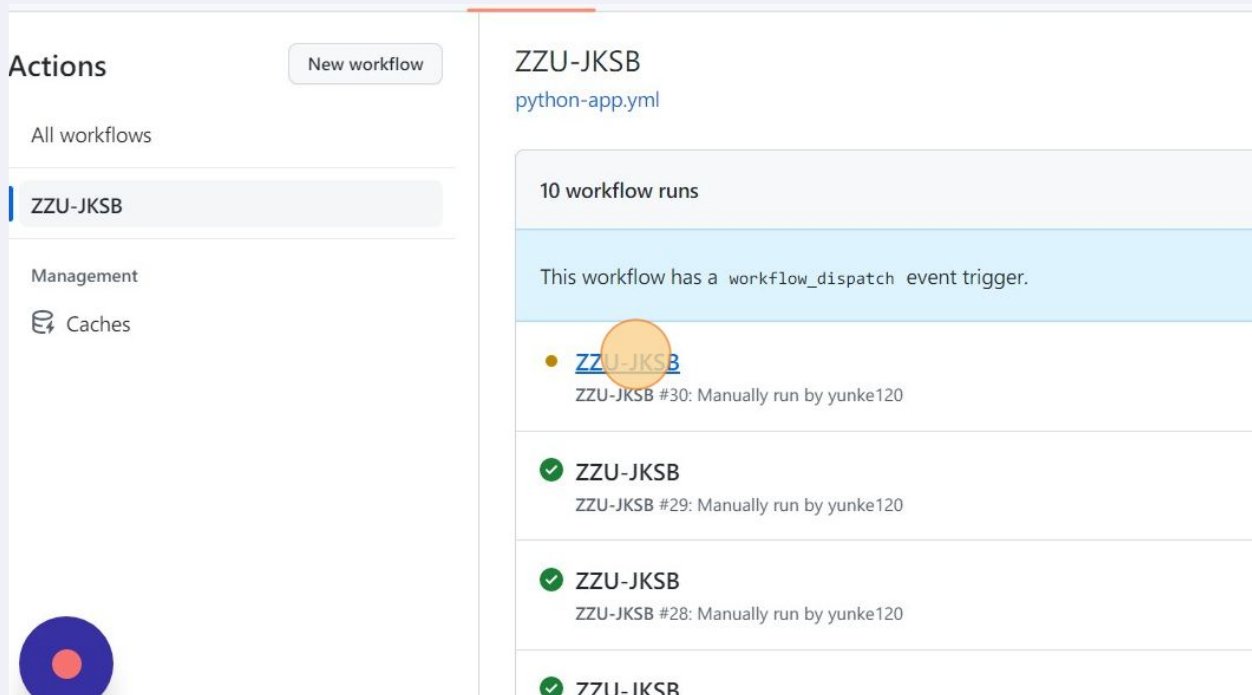 Actions
New workflow
All workflows
ZZU-JKSB
Management
Caches
ZZU-JKSB
python-app.yml
10 workflow runs
This workflow has a workflow_dispatch event trigger.
ZZU-JKSB
ZZU-JKSB #30: Manually run by yunke120
ZZU-JKSB
ZZU-JKSB #29: Manually run by yunke120
ZZU-JKSB
ZZU-JKSB #28: Manually run by yunke120
ZZU-JKSB